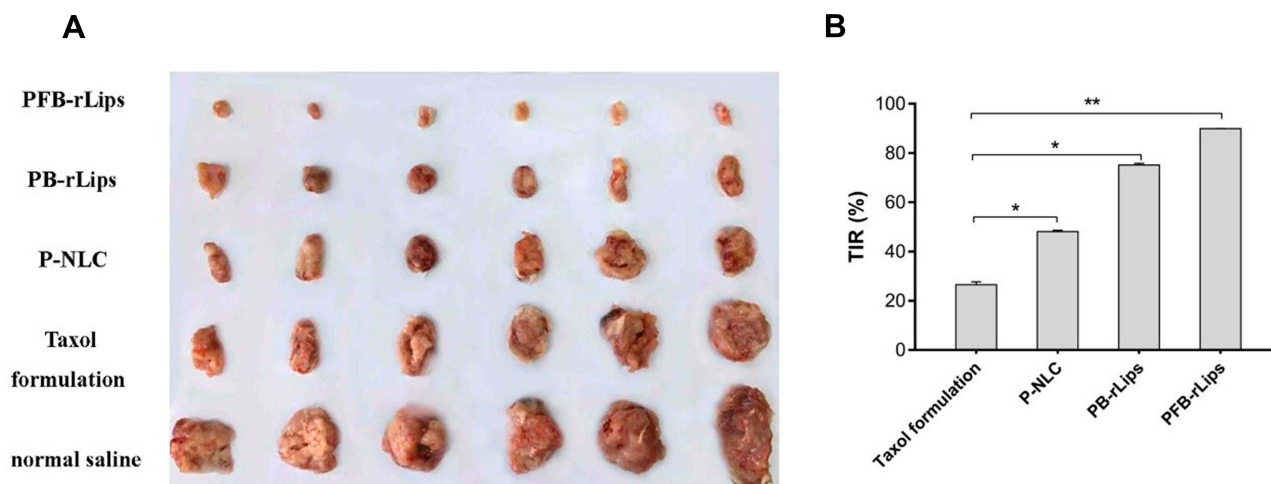 A
PFB-rLips
PB-rLips
P-NLC
Taxol
formulation
normal saline
B
TIR (%)
100
80
60
40
20
0
**
*
*
Taxol formulation
P-NLC
PB-rLips
PFB-rLips